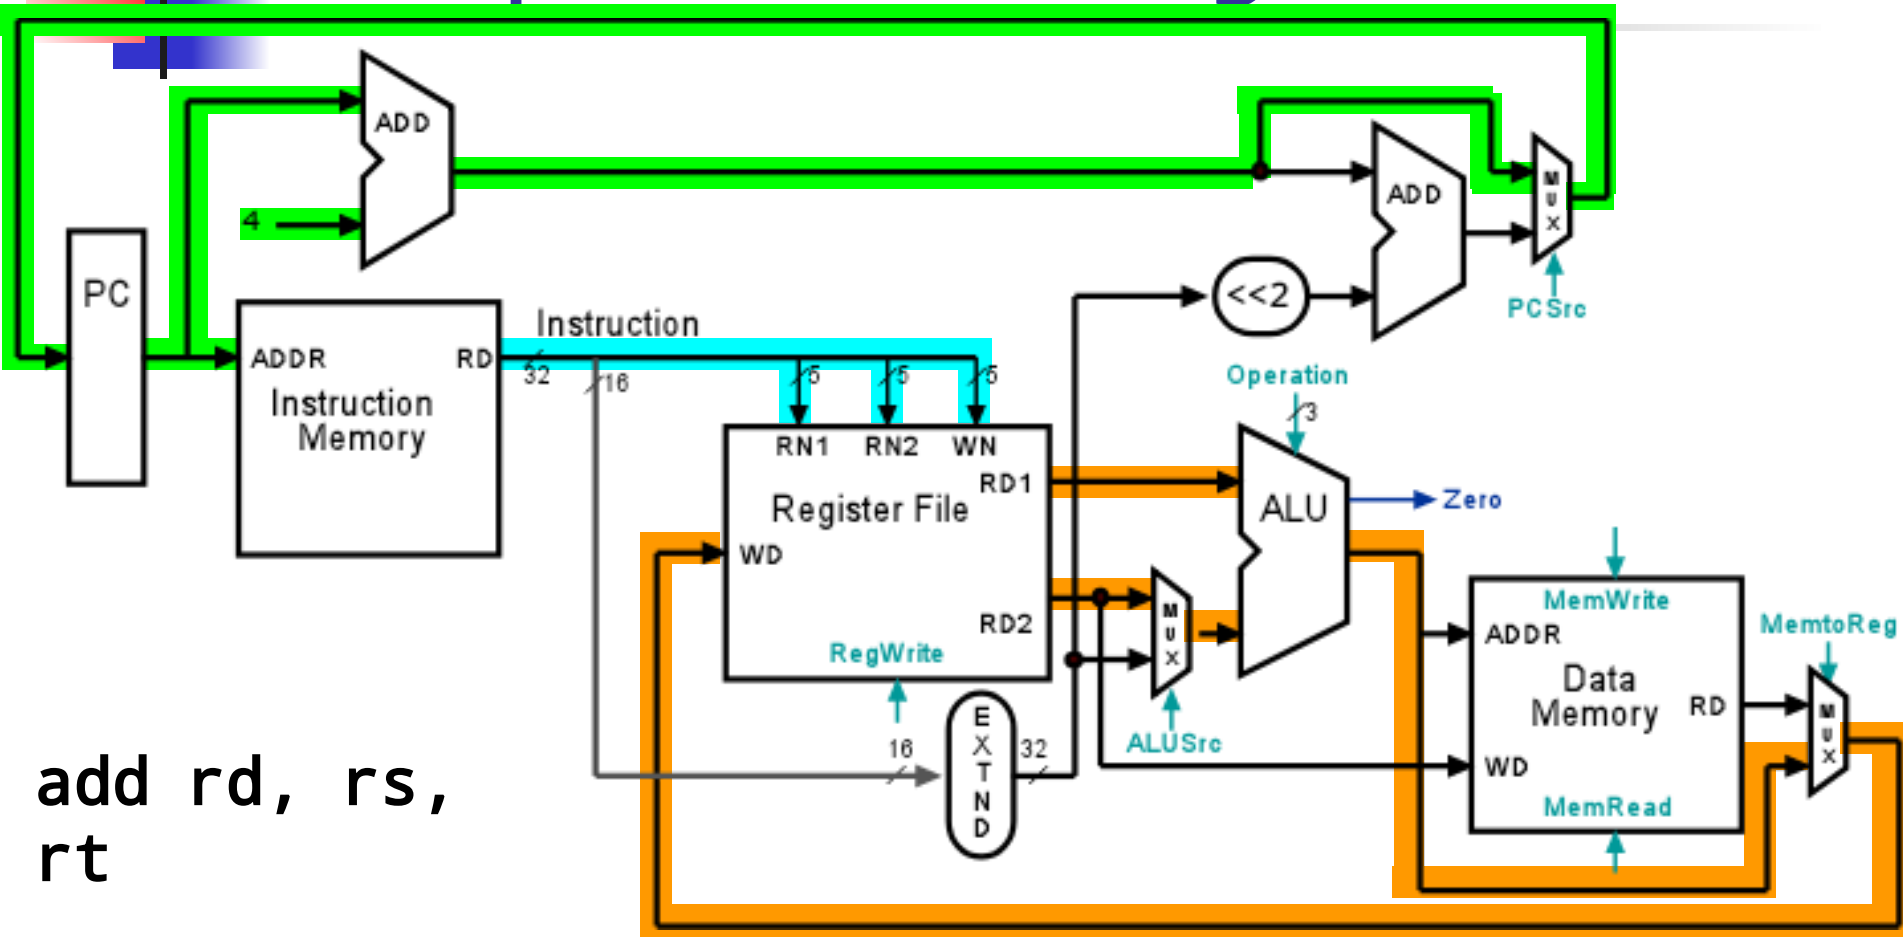 ADD
4
ADD
M
U
X
PC
<<2
PCSrc
Instruction
ADDR
RD
32
16
5
5
5
Operation
3
Instruction
Memory
RN1
RN2
WN
RD1
Register File
ALU
Zero
WD
RD2
M
U
X
MemWrite
ADDR
MemtoReg
RegWrite
Data
Memory
RD
M
U
X
E
X
T
N
D
16
32
ALUSrc
WD
MemRead
add rd, rs,
rt